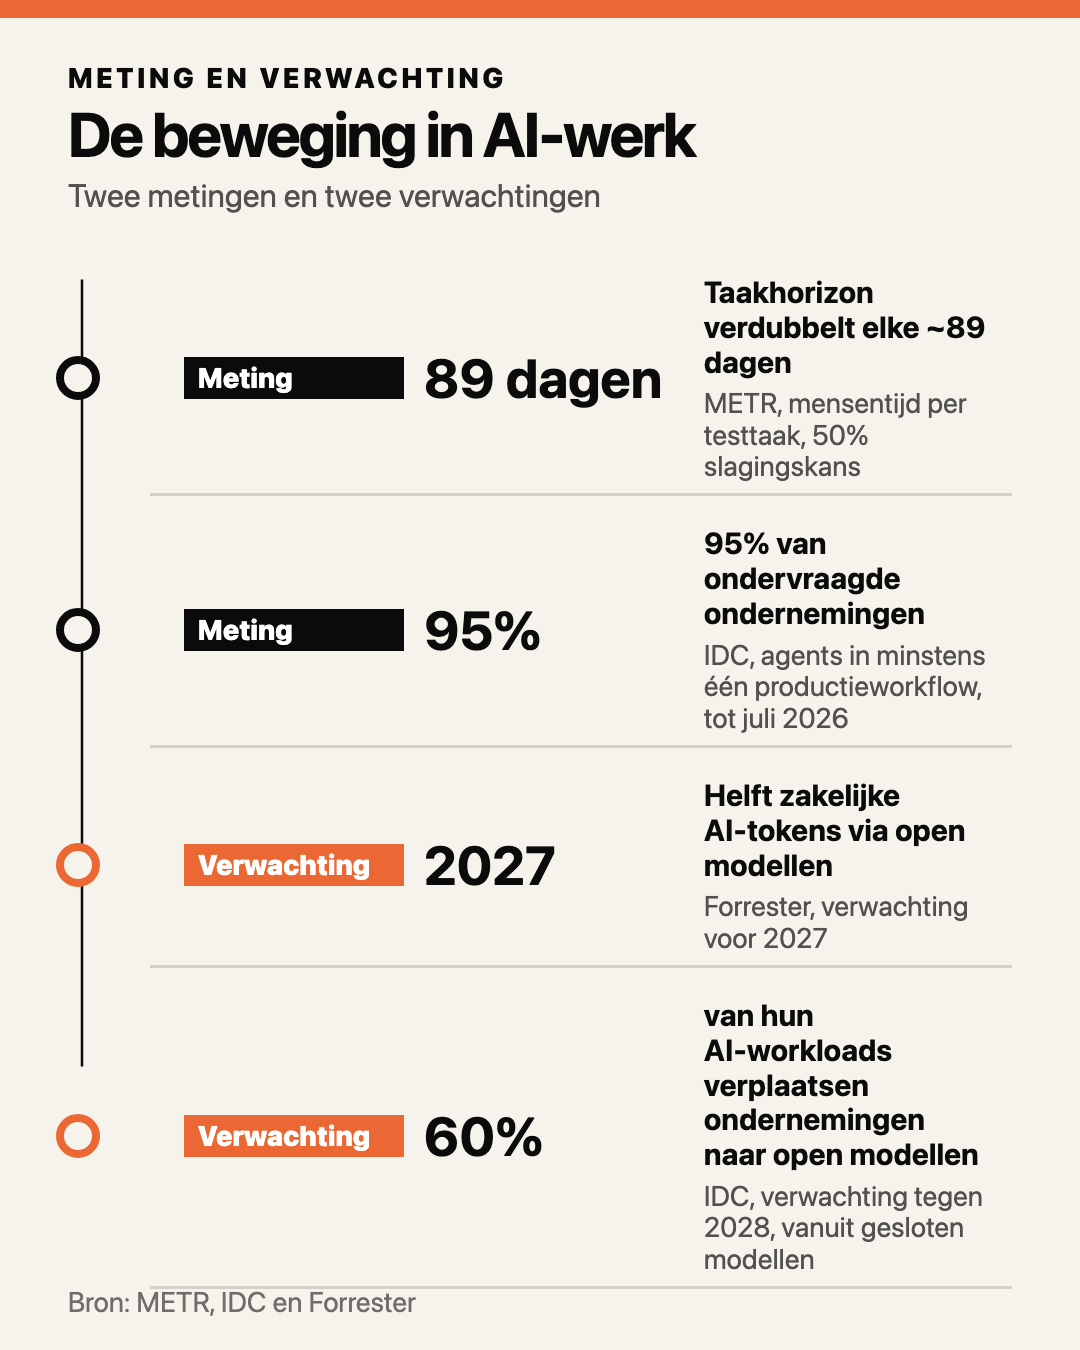 METING EN VERWACHTING
De beweging in AI-werk
Twee metingen en twee verwachtingen
Meting
89 dagen
Taakhorizon
verdubbelt elke ~89
dagen
METR, mensentijd per
testtaak, 50%
slagingskans
Meting
95%
95% van
ondervraagde
ondernemingen
IDC, agents in minstens
één productieworkflow,
tot juli 2026
Verwachting
2027
Helft zakelijke
AI-tokens via open
modellen
Forrester, verwachting
voor 2027
Verwachting
60%
van hun
AI-workloads
verplaatsen
ondernemingen
naar open modellen
IDC, verwachting tegen
2028, vanuit gesloten
modellen
Bron: METR, IDC en Forrester